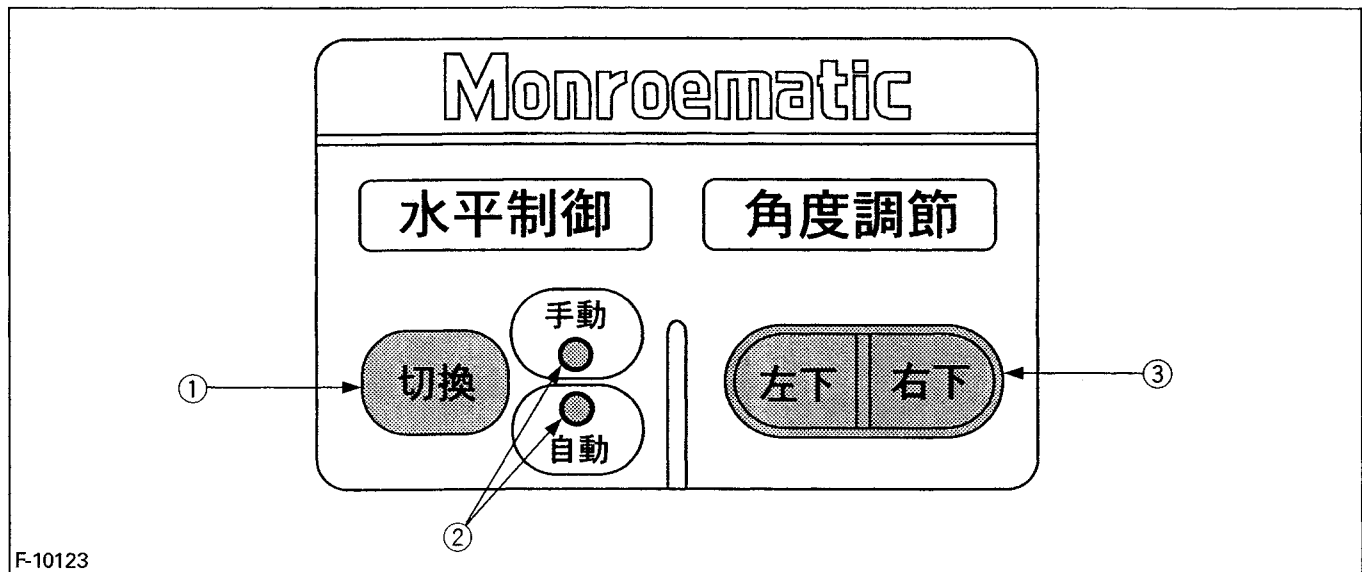 Monroematic
水平制御
角度調節
手動
切換
自動
左下
右下
①
②
③
F-10123